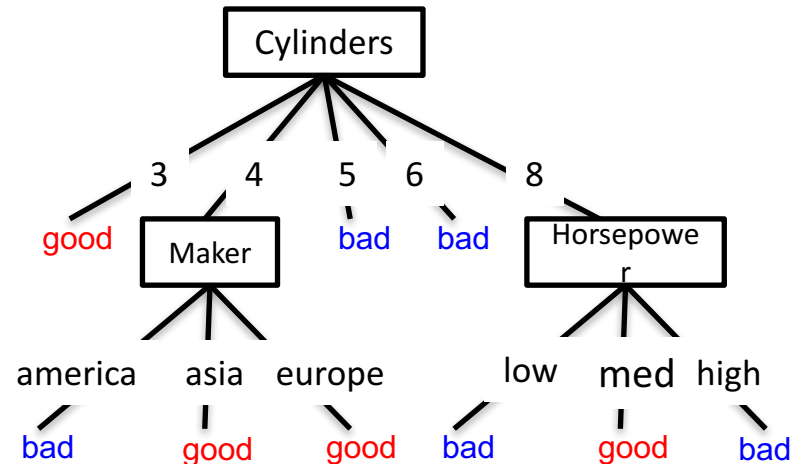 Cylinders
3 4 5 6 8
good Maker bad bad Horsepowe
r
america asia europe low med high
bad good good bad good bad